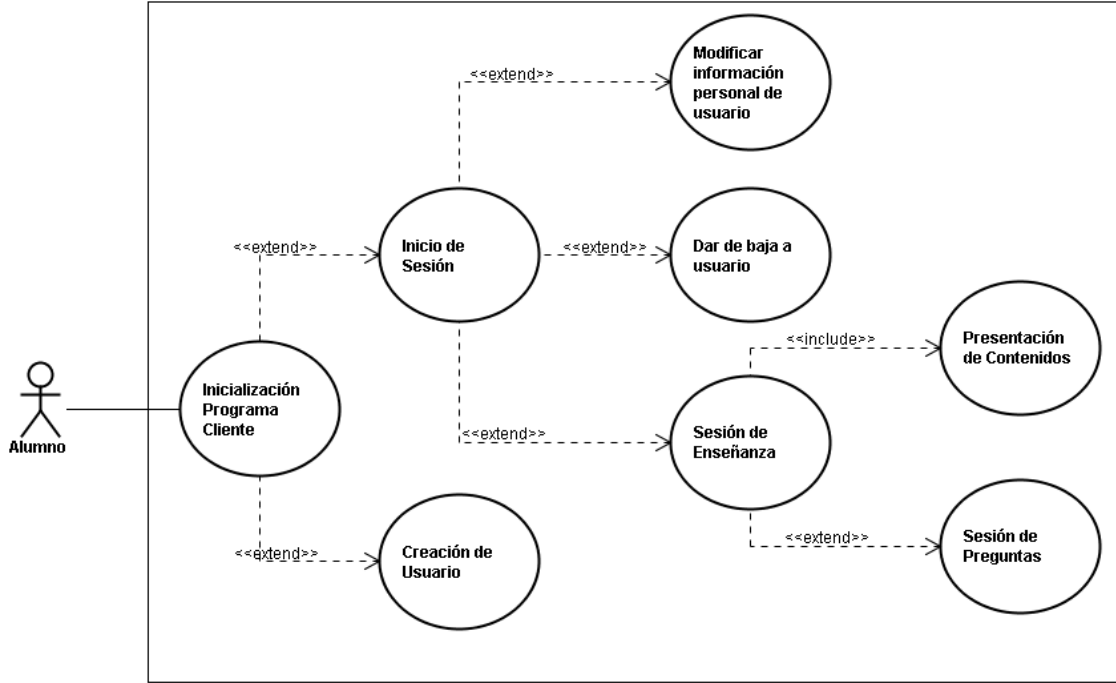 Modificar
información
personal de
usuario
<<extend>>
Inicio de
Sesión
<<extend>>
<<extend>>
Dar de baja a
usuario
<<include>>
Presentación
de Contenidos
Inicialización
Programa
Cliente
Alumno
<<extend>>
Sesión de
Enseñanza
<<extend>>
Creación de
Usuario
<<extend>>
Sesión de
Preguntas